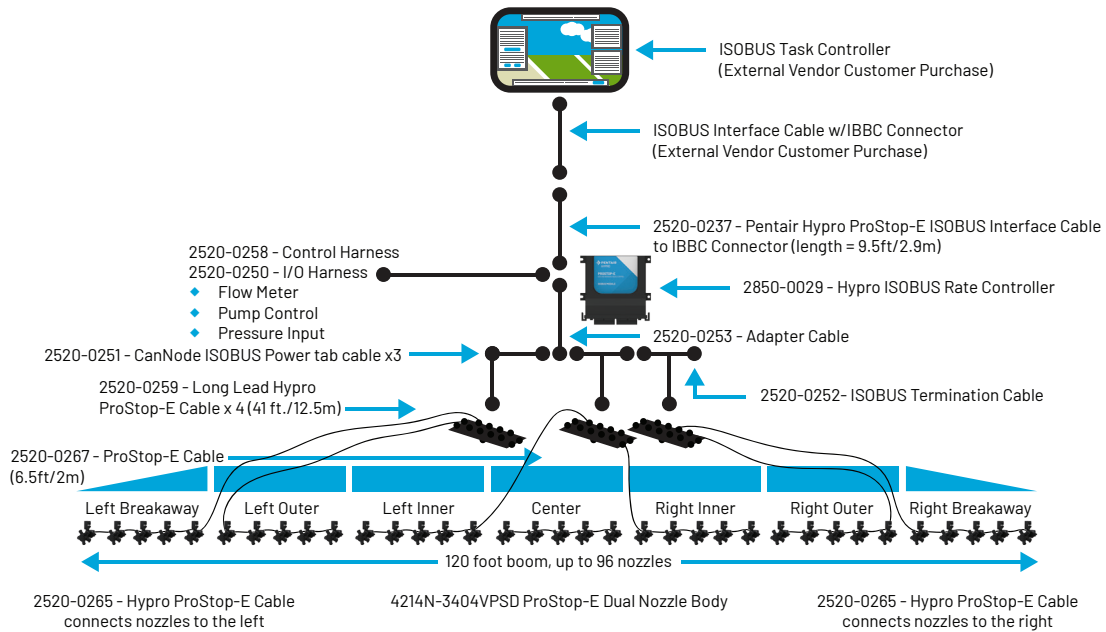 ISOBUS Task Controller
(External Vendor Customer Purchase)
ISOBUS Interface Cable w/IBBC Connector
(External Vendor Customer Purchase)
2520-0237 - Pentair Hypro ProStop-E ISOBUS Interface Cable
to IBBC Connector (length = 9.5ft/2.9m)
2520-0258 - Control Harness
2520-0250 - I/O Harness
Flow Meter
Pump Control
Pressure Input
2850-0029 - Hypro ISOBUS Rate Controller
2520-0253 - Adapter Cable
2520-0251 - CanNode ISOBUS Power tab cable x3
2520-0259 - Long Lead Hypro
ProStop-E Cable x 4 (41 ft./12.5m)
2520-0252- ISOBUS Termination Cable
2520-0267 - ProStop-E Cable
(6.5ft/2m)
Left Breakaway
Left Outer
Left Inner
Center
Right Inner
Right Outer
Right Breakaway
120 foot boom, up to 96 nozzles
2520-0265 - Hypro ProStop-E Cable
connects nozzles to the left
4214N-3404VPSD ProStop-E Dual Nozzle Body
2520-0265 - Hypro ProStop-E Cable
connects nozzles to the right